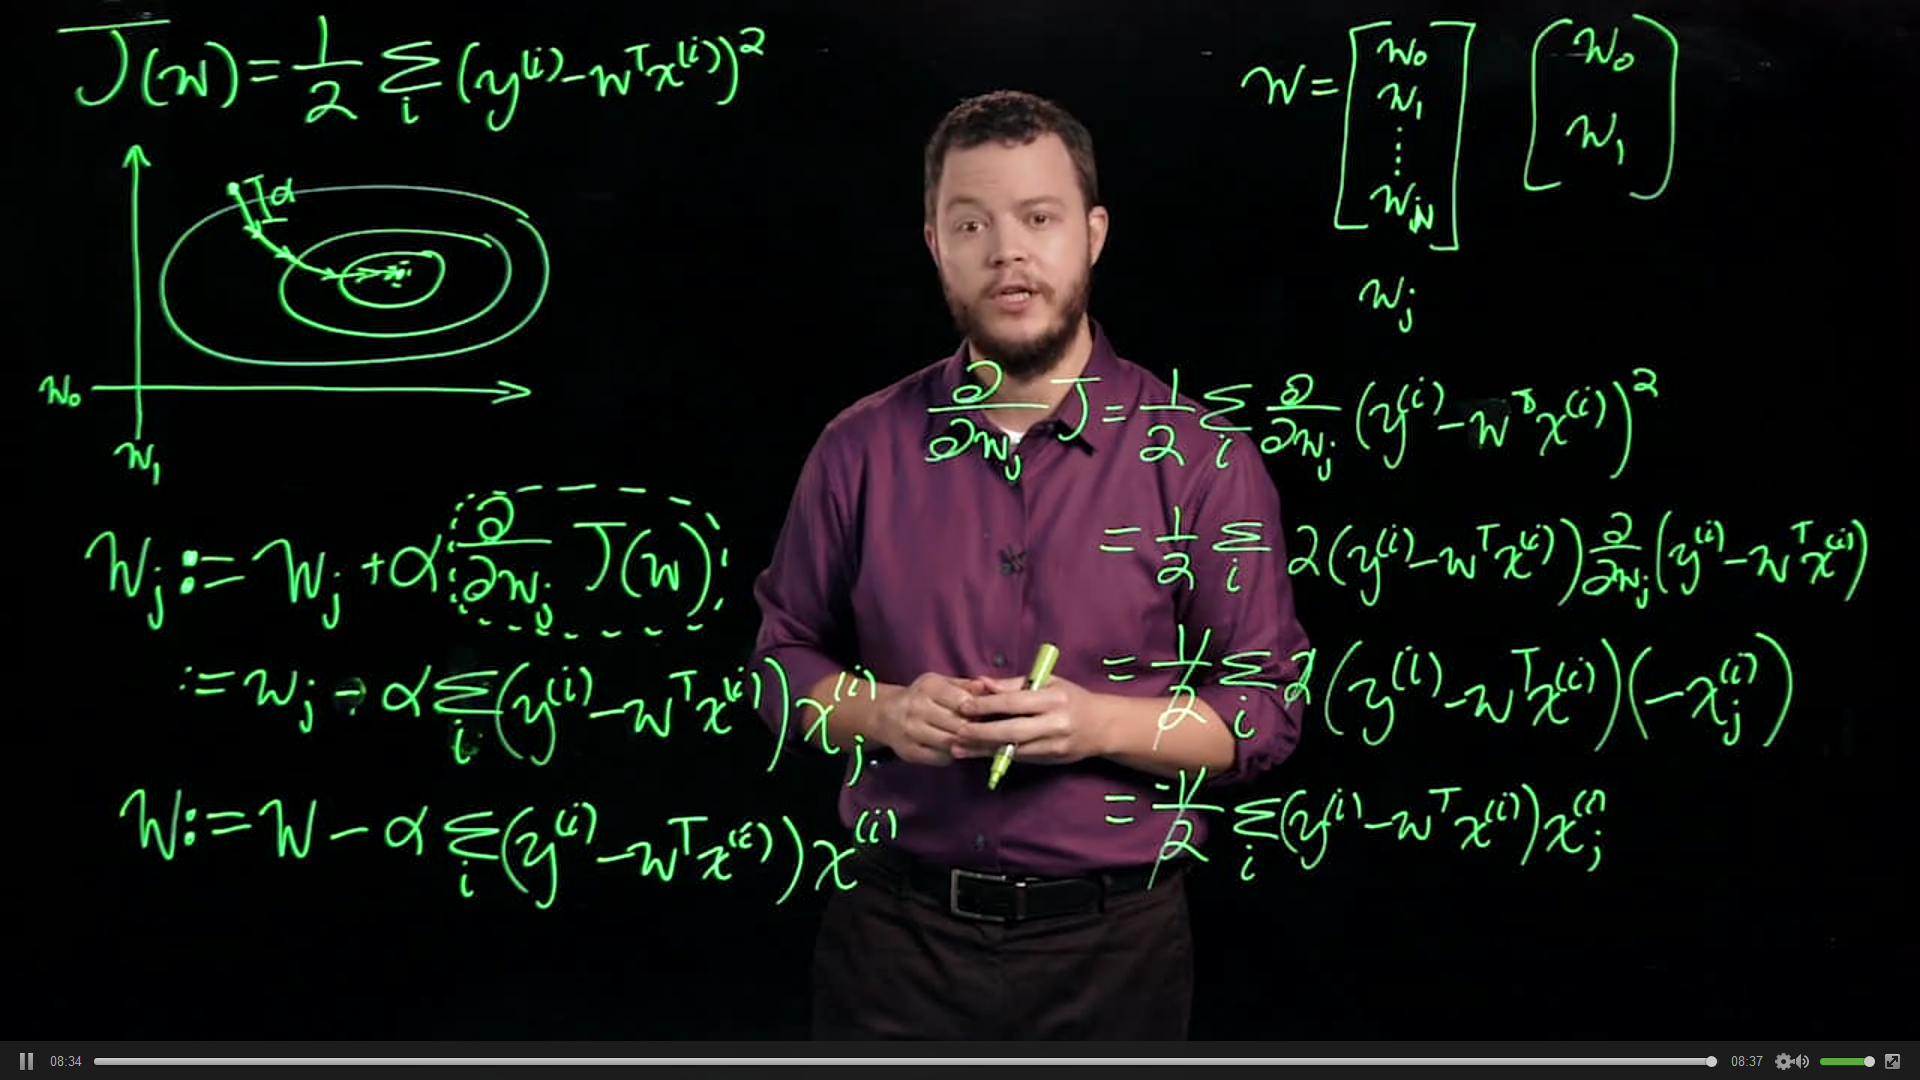 J(w) = 1/2 Σ_i (y^(i) - w^T x^(i))^2
w = [w_0 w_1 ⋮ w_N] [w_0 w_1]
w_j
α
w_0
w_1
w_j := w_j + α ∂/∂w_j J(w)
:= w_j - α Σ_i (y^(i) - w^T x^(i)) x_j^(i)
w := w - α Σ_i (y^(i) - w^T x^(i)) x^(i)
∂/∂w_j J = 1/2 Σ_i ∂/∂w_j (y^(i) - w^T x^(i))^2
= 1/2 Σ_i 2(y^(i) - w^T x^(i)) ∂/∂w_j (y^(i) - w^T x^(i))
= 1/2 Σ_i 2(y^(i) - w^T x^(i)) (-x_j^(i))
= -1/2 Σ_i (y^(i) - w^T x^(i)) x_j^(i)
08:34
08:37